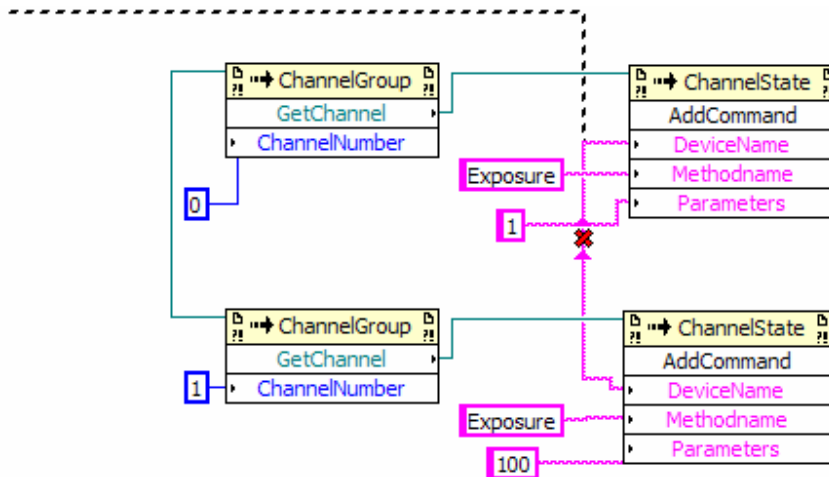 ChannelGroup
GetChannel
ChannelNumber
0
ChannelState
AddCommand
DeviceName
Methodname
Parameters
Exposure
1
ChannelGroup
GetChannel
ChannelNumber
1
ChannelState
AddCommand
DeviceName
Methodname
Parameters
Exposure
100